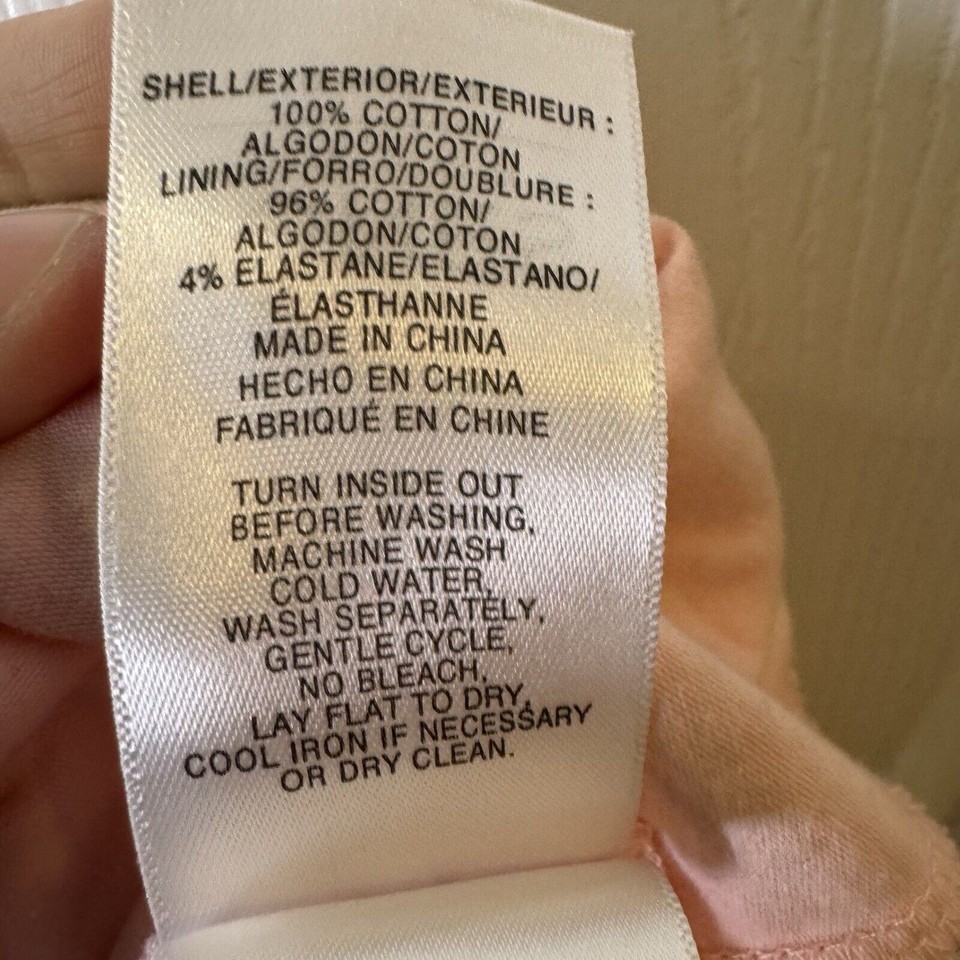 SHELL/EXTERIOR/EXTERIEUR :
100% COTTON/
ALGODON/COTON
LINING/FORRO/DOUBLURE :
96% COTTON/
ALGODON/COTON
4% ELASTANE/ELASTANO/
ÉLASTHANNE
MADE IN CHINA
HECHO EN CHINA
FABRIQUÉ EN CHINE
TURN INSIDE OUT
BEFORE WASHING,
MACHINE WASH
COLD WATER,
WASH SEPARATELY,
GENTLE CYCLE,
NO BLEACH,
LAY FLAT TO DRY,
COOL IRON IF NECESSARY
OR DRY CLEAN.